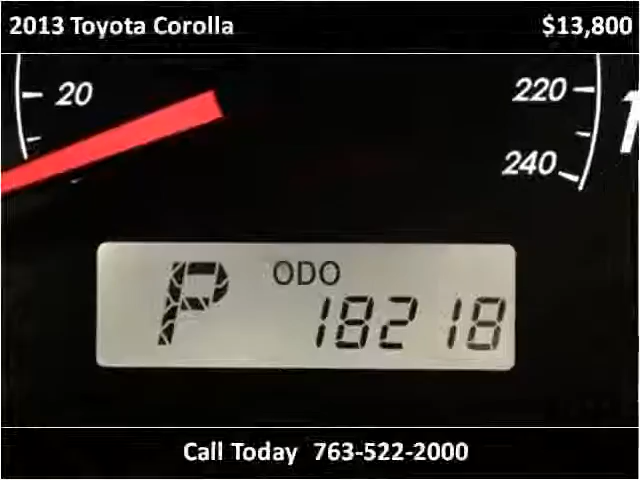 2013 Toyota Corolla $13,800
20 220
240
ODO
P 18218
Call Today 763-522-2000